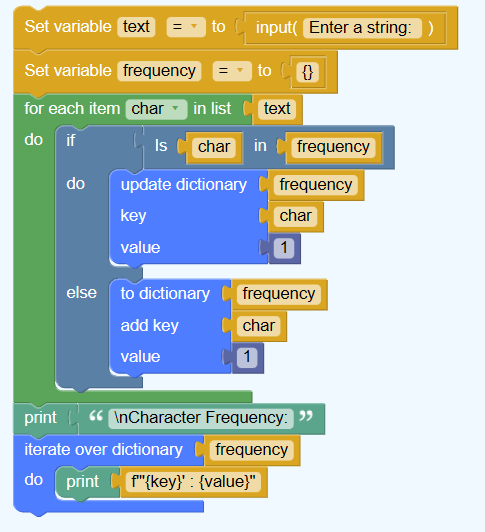 Set variable text = to input( Enter a string: )
Set variable frequency = to {}
for each item char in list text
do if Is char in frequency
do update dictionary frequency
key char
value 1
else to dictionary frequency
add key char
value 1
print “ \nCharacter Frequency: ”
iterate over dictionary frequency
do print f"'{key}' : {value}"